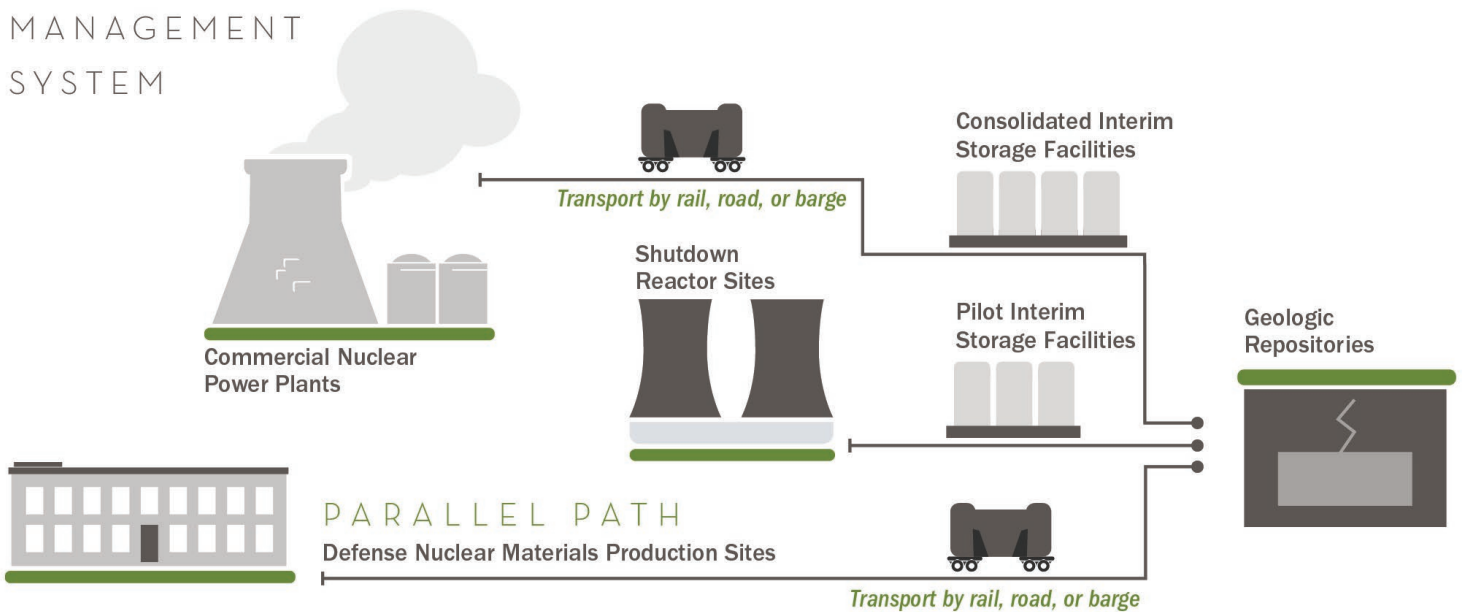 MANAGEMENT
SYSTEM
Transport by rail, road, or barge
Consolidated Interim
Storage Facilities
Shutdown
Reactor Sites
Pilot Interim
Storage Facilities
Geologic
Repositories
Commercial Nuclear
Power Plants
PARALLEL PATH
Defense Nuclear Materials Production Sites
Transport by rail, road, or barge